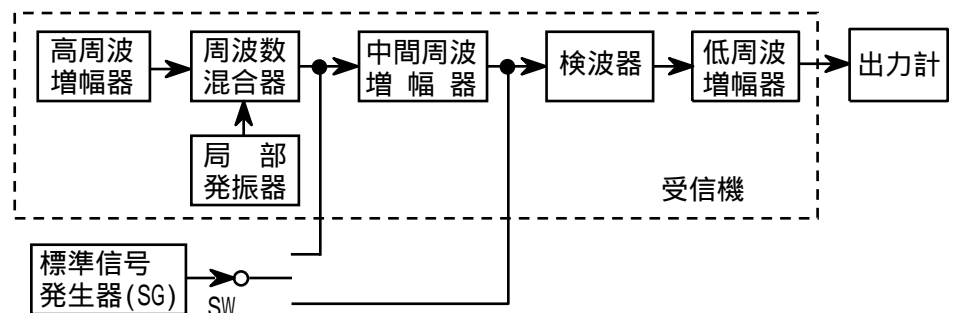 高周波
増幅器
周波数
混合器
中間周波
増 幅 器
検波器
低周波
増幅器
出力計
局 部
発振器
受信機
標準信号
発生器(SG)
SW